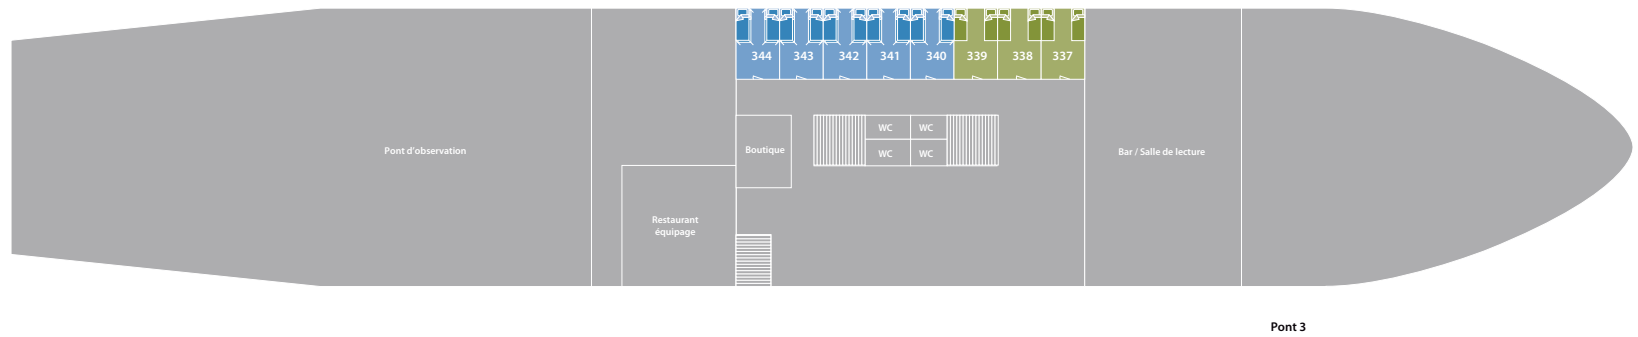 344 343 342 341 340 339 338 337
WC WC
Boutique
WC WC
Pont d'observation
Bar / Salle de lecture
Restaurant
équipage
Pont 3